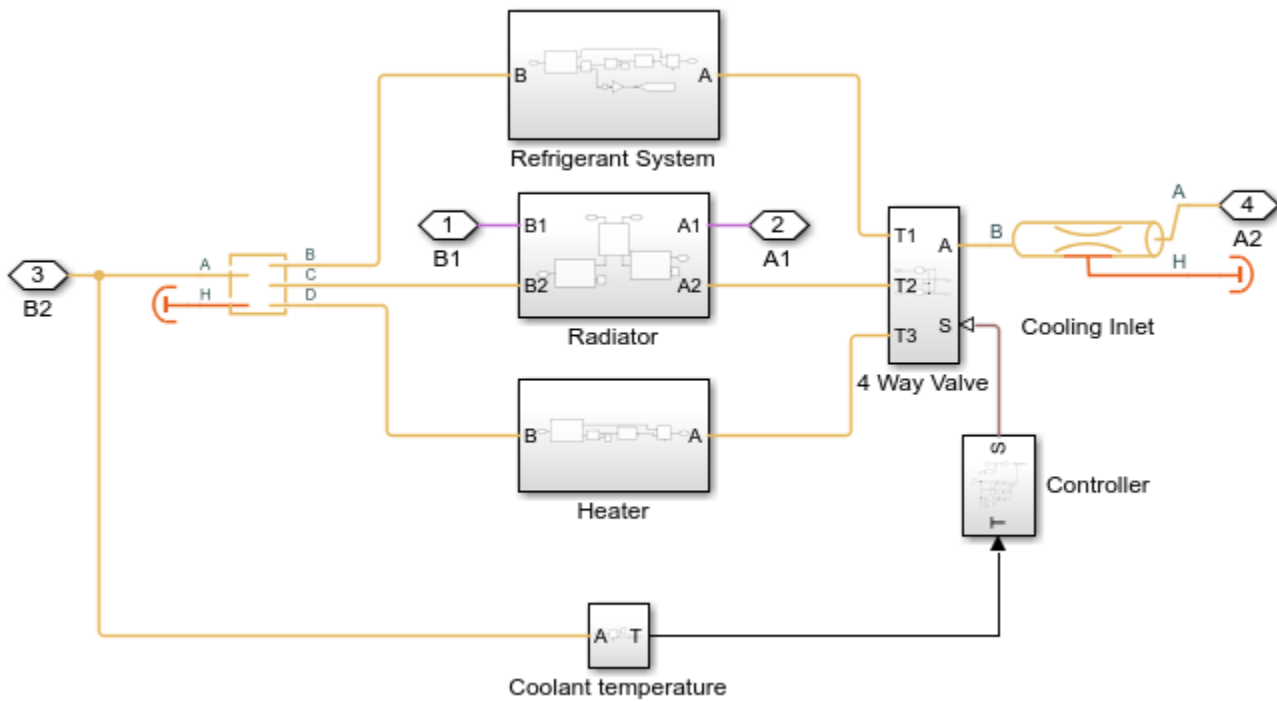 B
A
Refrigerant System
1
B1
B1
A1
2
A1
B2
A2
Radiator
3
B2
A
H
B
C
D
T1
T2
T3
A
S
4 Way Valve
B
A
H
4
A2
Cooling Inlet
B
A
Heater
S
T
Controller
A
T
Coolant temperature